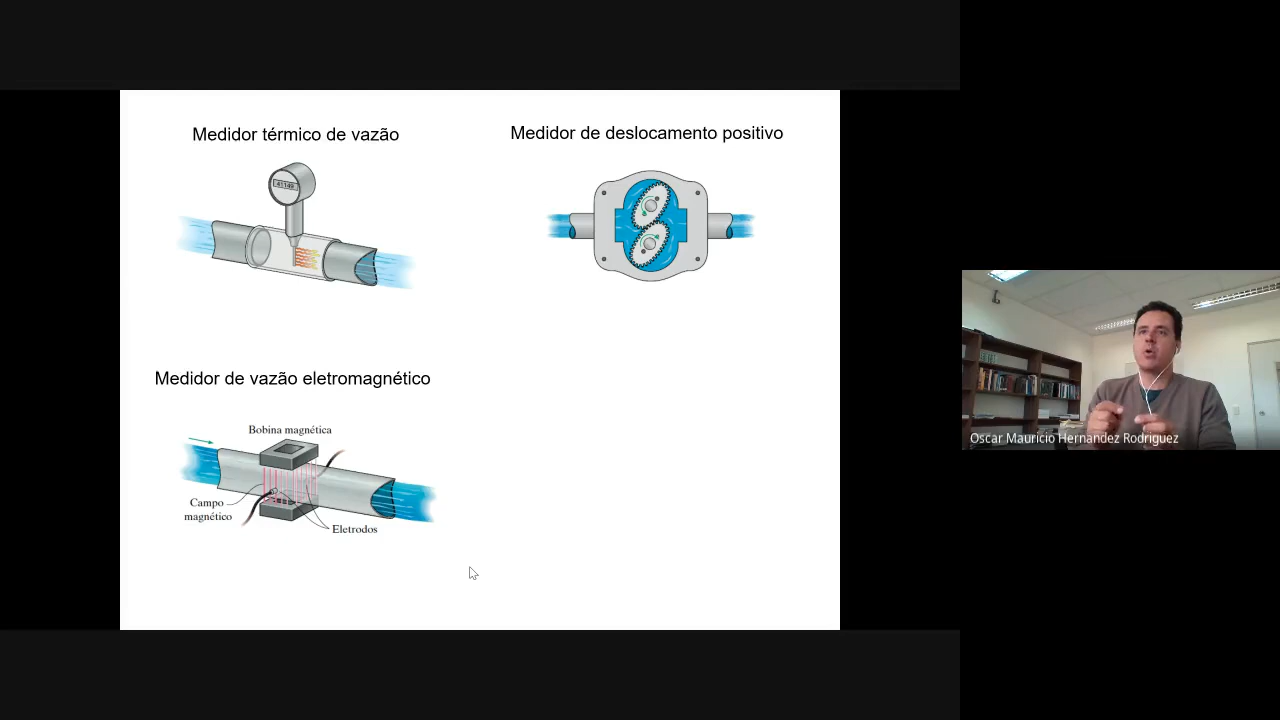 Medidor térmico de vazão
Medidor de deslocamento positivo
Medidor de vazão eletromagnético
Bobina magnética
Campo
magnético
Eletrodos
Oscar Mauricio Hernandez Rodriguez